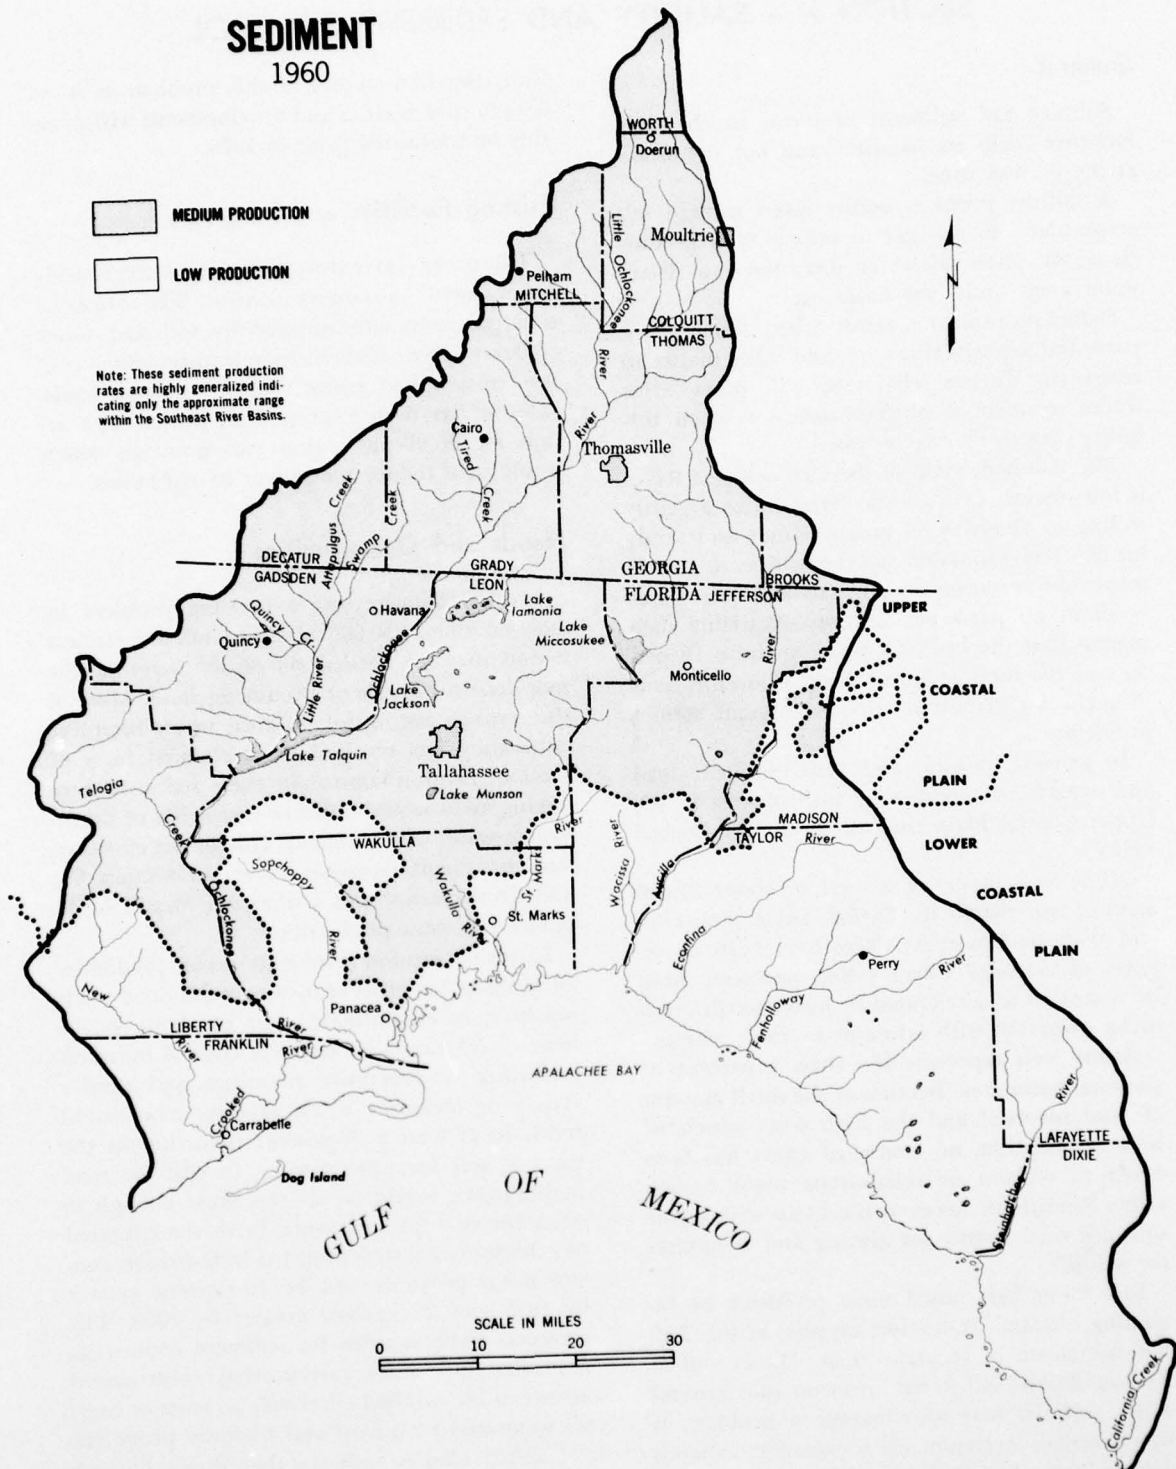 SEDIMENT
1960
MEDIUM PRODUCTION
LOW PRODUCTION
Note: These sediment production
rates are highly generalized indi-
cating only the approximate range
within the Southeast River Basins.
N
WORTH
Doerun
Moultrie
Little Ochlockonee
River
Pelham
MITCHELL
COLQUITT
THOMAS
Cairo
Tired
Creek
River
Thomasville
Attapulgus Creek
Swamp Creek
DECATUR
GADSDEN
GRADY
LEON
GEORGIA
FLORIDA
JEFFERSON
BROOKS
UPPER
Havana
Lake
Iamonia
Lake
Miccosukee
Quincy Cr.
Quincy
Little River
Ochlockonee
Lake
Jackson
Monticello
River
COASTAL
Lake Talquin
Tallahassee
Lake Munson
PLAIN
Telogia
Creek
WAKULLA
River
St. Marks
Wacissa River
Aucilla
MADISON
TAYLOR
River
LOWER
Sopchoppy
River
Wakulla River
St. Marks
Ochlockonee
COASTAL
Econfina
Perry
River
PLAIN
New
River
Panacea
Fenholloway
LIBERTY
FRANKLIN
River
River
APALACHEE BAY
Crooked
Carrabelle
River
LAFAYETTE
DIXIE
Dog Island
Steinhatchee
GULF OF MEXICO
SCALE IN MILES
0 10 20 30
California Creek